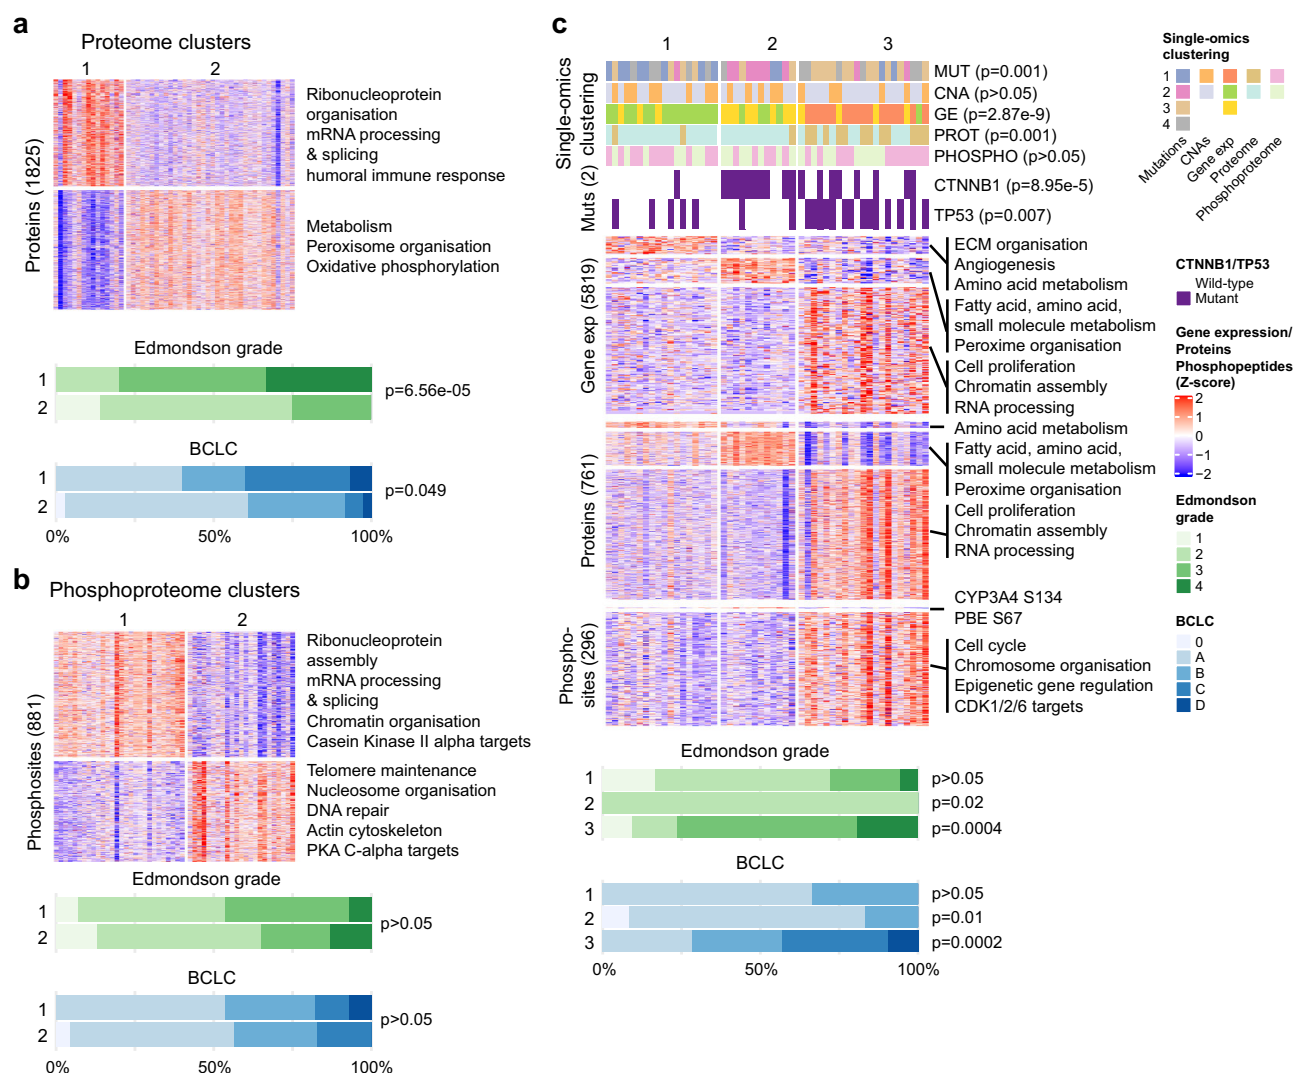 a
Proteome clusters
1 2
Proteins (1825)
Ribonucleoprotein
organisation
mRNA processing
& splicing
humoral immune response
Metabolism
Peroxisome organisation
Oxidative phosphorylation
Edmondson grade
1
2
p=6.56e-05
BCLC
1
2
p=0.049
0% 50% 100%
b
Phosphoproteome clusters
1 2
Phosphosites (881)
Ribonucleoprotein
assembly
mRNA processing
& splicing
Chromatin organisation
Casein Kinase II alpha targets
Telomere maintenance
Nucleosome organisation
DNA repair
Actin cytoskeleton
PKA C-alpha targets
Edmondson grade
1
2
p>0.05
BCLC
1
2
p>0.05
0% 50% 100%
c
1 2 3
Single-omics
clustering
MUT (p=0.001)
CNA (p>0.05)
GE (p=2.87e-9)
PROT (p=0.001)
PHOSPHO (p>0.05)
Muts (2)
CTNNB1 (p=8.95e-5)
TP53 (p=0.007)
Gene exp (5819)
ECM organisation
Angiogenesis
Amino acid metabolism
Fatty acid, amino acid,
small molecule metabolism
Peroxime organisation
Cell proliferation
Chromatin assembly
RNA processing
Proteins (761)
Amino acid metabolism
Fatty acid, amino acid,
small molecule metabolism
Peroxime organisation
Cell proliferation
Chromatin assembly
RNA processing
Phospho-
sites (296)
CYP3A4 S134
PBE S67
Cell cycle
Chromosome organisation
Epigenetic gene regulation
CDK1/2/6 targets
Edmondson grade
1 p>0.05
2 p=0.02
3 p=0.0004
BCLC
1 p>0.05
2 p=0.01
3 p=0.0002
0% 50% 100%
Single-omics
clustering
1
2
3
4
Mutations
CNAs
Gene exp
Proteome
Phosphoproteome
CTNNB1/TP53
Wild-type
Mutant
Gene expression/
Proteins
Phosphopeptides
(Z-score)
2
1
0
−1
−2
Edmondson
grade
1
2
3
4
BCLC
0
A
B
C
D